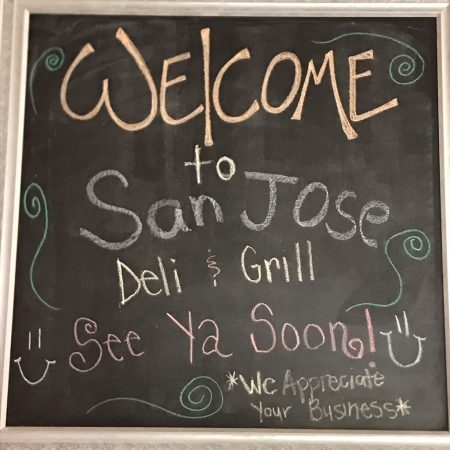 WELCOME
to
San Jose
Deli & Grill
See Ya Soon!
*We Appreciate
Your Business*